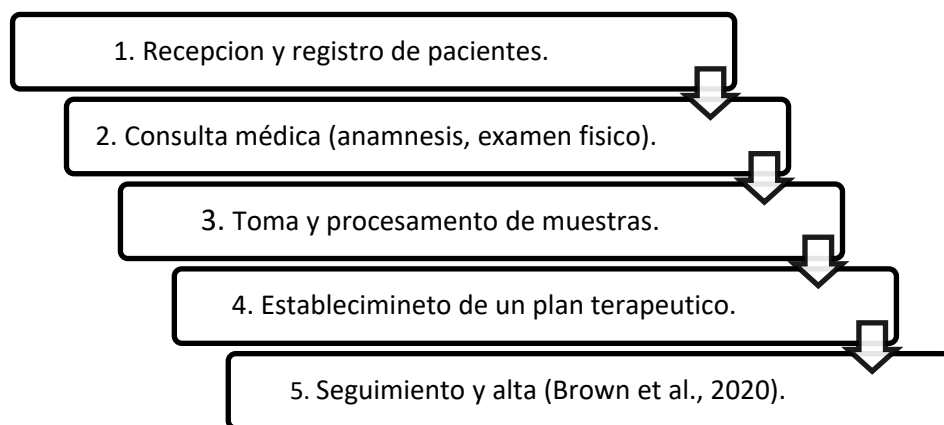 1. Recepcion y registro de pacientes.
2. Consulta médica (anamnesis, examen fisico).
3. Toma y procesamento de muestras.
4. Establecimineto de un plan terapeutico.
5. Seguimiento y alta (Brown et al., 2020).